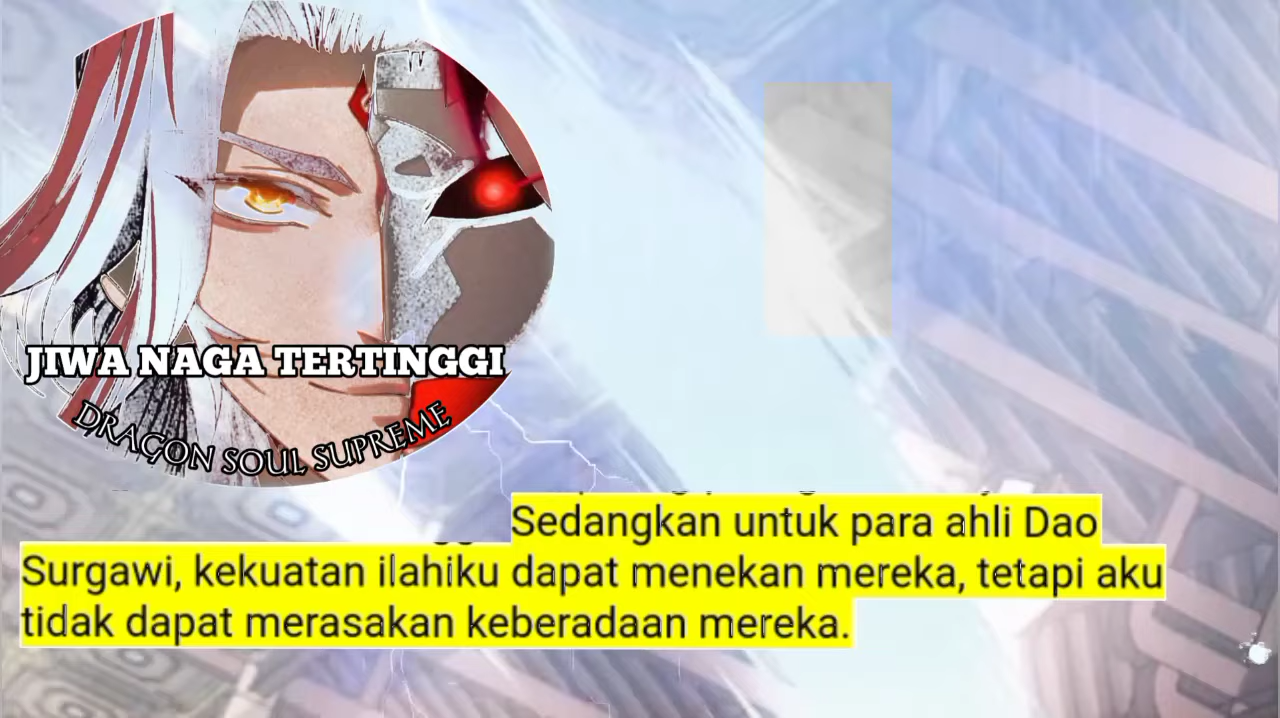 JIWA NAGA TERTINGGI
DRAGON SOUL SUPREME
Sedangkan untuk para ahli Dao
Surgawi, kekuatan ilahiku dapat menekan mereka, tetapi aku
tidak dapat merasakan keberadaan mereka.